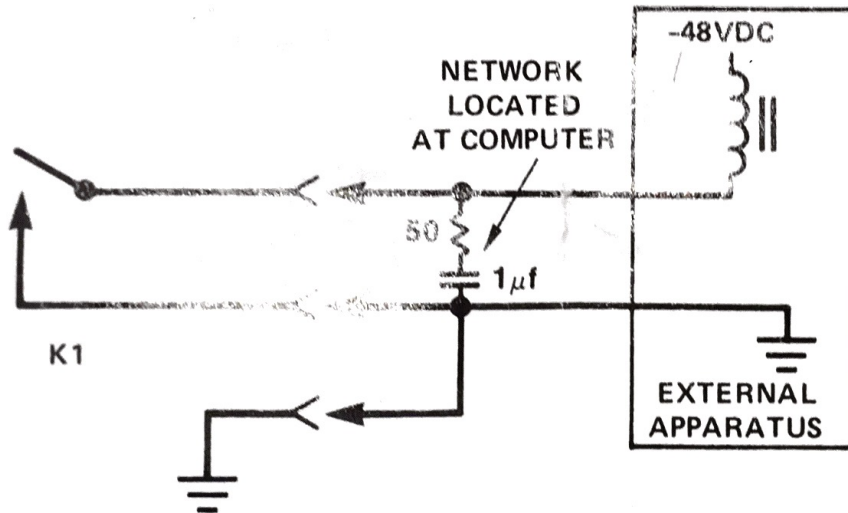 -48VDC
NETWORK
LOCATED
AT COMPUTER
50
1µf
K1
EXTERNAL
APPARATUS